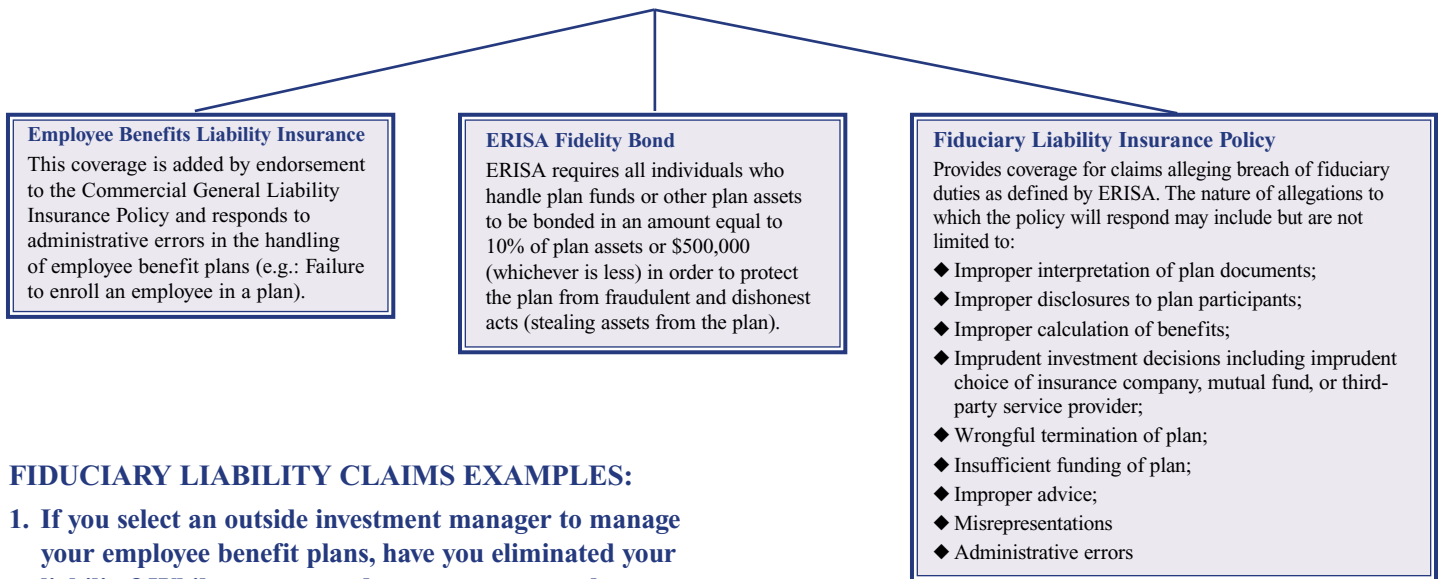 Employee Benefits Liability Insurance
This coverage is added by endorsement
to the Commercial General Liability
Insurance Policy and responds to
administrative errors in the handling
of employee benefit plans (e.g.: Failure
to enroll an employee in a plan).
ERISA Fidelity Bond
ERISA requires all individuals who
handle plan funds or other plan assets
to be bonded in an amount equal to
10% of plan assets or $500,000
(whichever is less) in order to protect
the plan from fraudulent and dishonest
acts (stealing assets from the plan).
Fiduciary Liability Insurance Policy
Provides coverage for claims alleging breach of fiduciary
duties as defined by ERISA. The nature of allegations to
which the policy will respond may include but are not
limited to:
◆ Improper interpretation of plan documents;
◆ Improper disclosures to plan participants;
◆ Improper calculation of benefits;
◆ Imprudent investment decisions including imprudent
choice of insurance company, mutual fund, or third-
party service provider;
◆ Wrongful termination of plan;
◆ Insufficient funding of plan;
◆ Improper advice;
◆ Misrepresentations
◆ Administrative errors
FIDUCIARY LIABILITY CLAIMS EXAMPLES:
1. If you select an outside investment manager to manage
your employee benefit plans, have you eliminated your